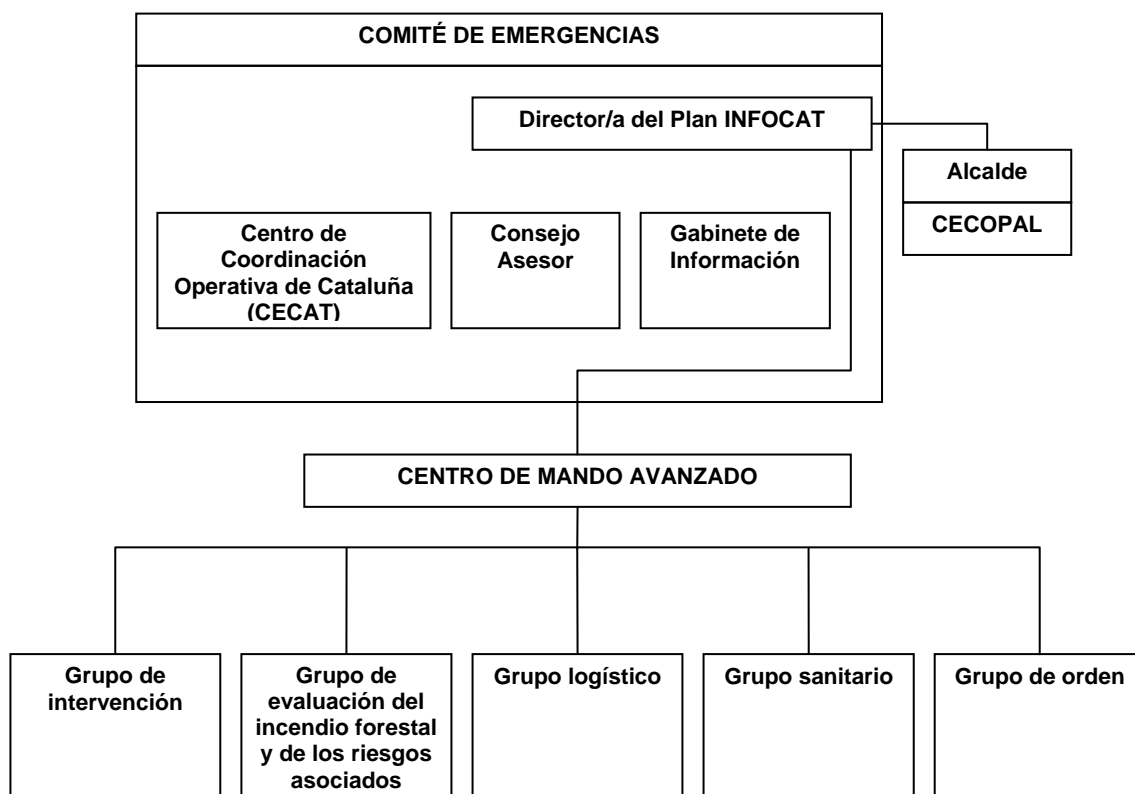 COMITÉ DE EMERGENCIAS
Director/a del Plan INFOCAT
Alcalde
CECOPAL
Centro de
Coordinación
Operativa de Cataluña
(CECAT)
Consejo
Asesor
Gabinete de
Información
CENTRO DE MANDO AVANZADO
Grupo de
intervención
Grupo de
evaluación del
incendio forestal
y de los riesgos
asociados
Grupo logístico
Grupo sanitario
Grupo de orden